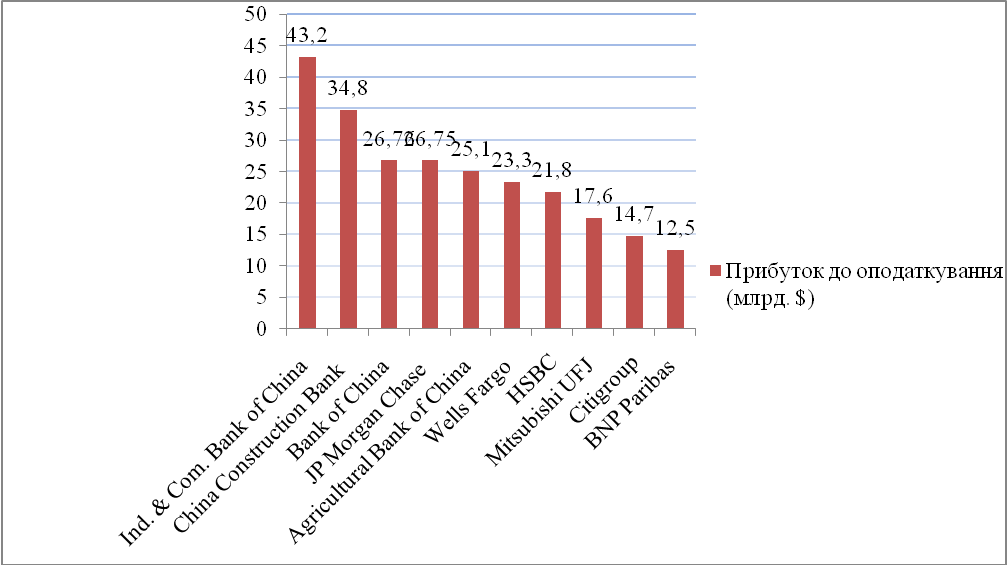 50
45
40
35
30
25
20
15
10
5
0
43,2
34,8
26,76
26,75
25,1
23,3
21,8
17,6
14,7
12,5
Ind. & Com. Bank of China
China Construction Bank
Bank of China
JP Morgan Chase
Agricultural Bank of China
Wells Fargo
HSBC
Mitsubishi UFJ
Citigroup
BNP Paribas
Прибуток до оподаткування
(млрд. $)